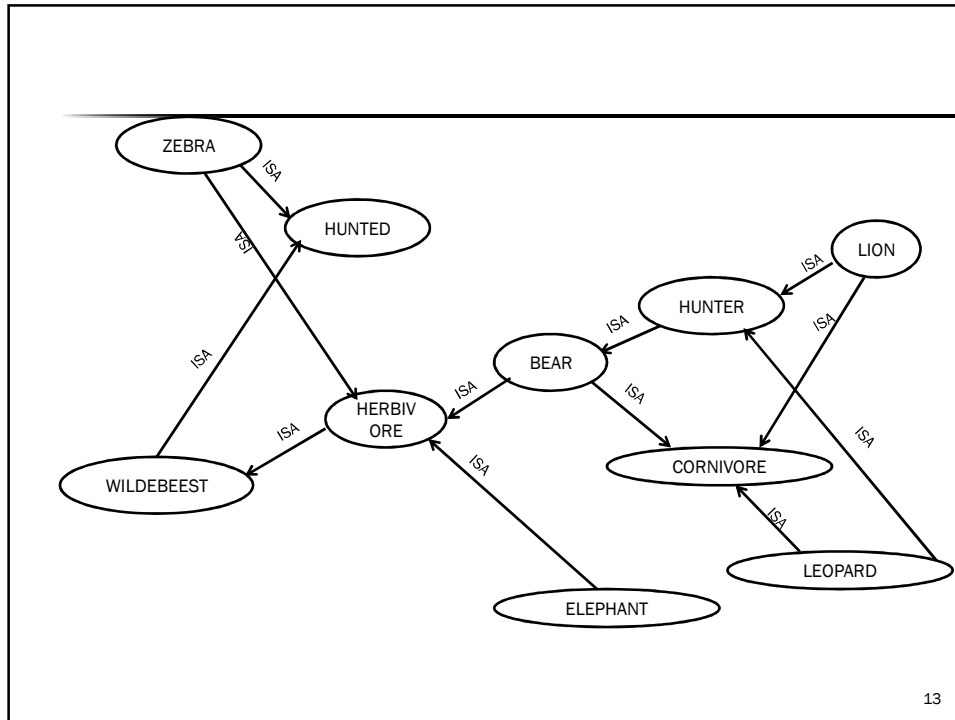 ZEBRA
ISA
HUNTED
ISA
LION
ISA
HUNTER
ISA
ISA
BEAR
ISA
ISA
ISA
HERBIV
ORE
ISA
ISA
CORNIVORE
ISA
WILDEBEEST
ISA
LEOPARD
ELEPHANT
13